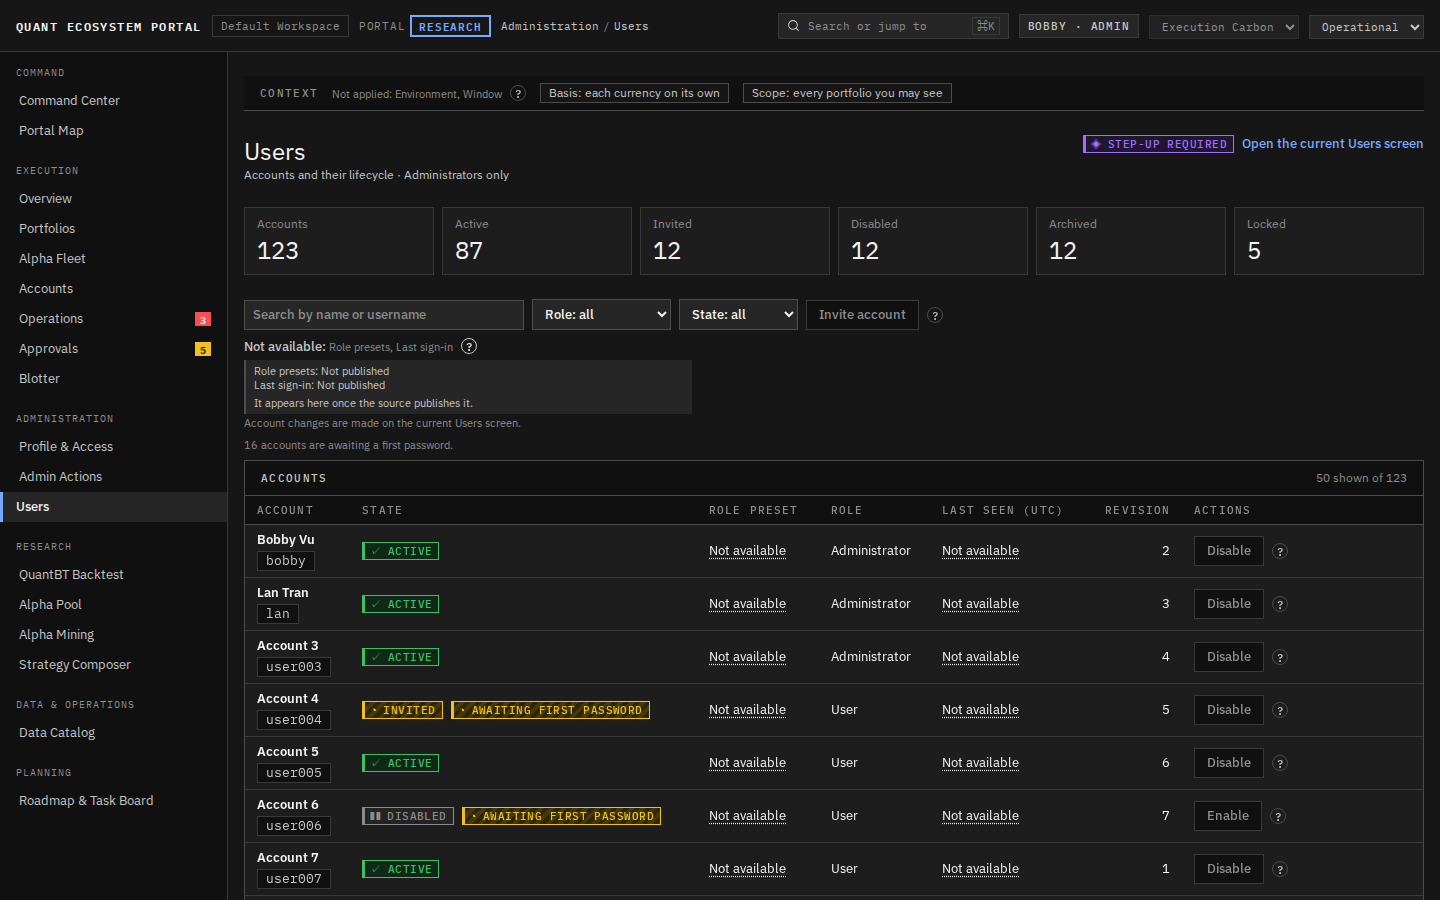 QUANT ECOSYSTEM PORTAL Default Workspace PORTAL RESEARCH Administration / Users Search or jump to ⌘K BOBBY · ADMIN Execution Carbon Operational
COMMAND
Command Center
Portal Map
EXECUTION
Overview
Portfolios
Alpha Fleet
Accounts
Operations 3
Approvals 5
Blotter
ADMINISTRATION
Profile & Access
Admin Actions
Users
RESEARCH
QuantBT Backtest
Alpha Pool
Alpha Mining
Strategy Composer
DATA & OPERATIONS
Data Catalog
PLANNING
Roadmap & Task Board
CONTEXT Not applied: Environment, Window ? Basis: each currency on its own Scope: every portfolio you may see
Users
Accounts and their lifecycle · Administrators only
◈ STEP-UP REQUIRED Open the current Users screen
Accounts Active Invited Disabled Archived Locked
123 87 12 12 12 5
Search by name or username Role: all State: all Invite account ?
Not available: Role presets, Last sign-in ?
Role presets: Not published
Last sign-in: Not published
It appears here once the source publishes it.
Account changes are made on the current Users screen.
16 accounts are awaiting a first password.
ACCOUNTS 50 shown of 123
ACCOUNT STATE ROLE PRESET ROLE LAST SEEN (UTC) REVISION ACTIONS
Bobby Vu
bobby ✓ ACTIVE Not available Administrator Not available 2 Disable ?
Lan Tran
lan ✓ ACTIVE Not available Administrator Not available 3 Disable ?
Account 3
user003 ✓ ACTIVE Not available Administrator Not available 4 Disable ?
Account 4
user004 INVITED AWAITING FIRST PASSWORD Not available User Not available 5 Disable ?
Account 5
user005 ✓ ACTIVE Not available User Not available 6 Disable ?
Account 6
user006 DISABLED AWAITING FIRST PASSWORD Not available User Not available 7 Enable ?
Account 7
user007 ✓ ACTIVE Not available User Not available 1 Disable ?